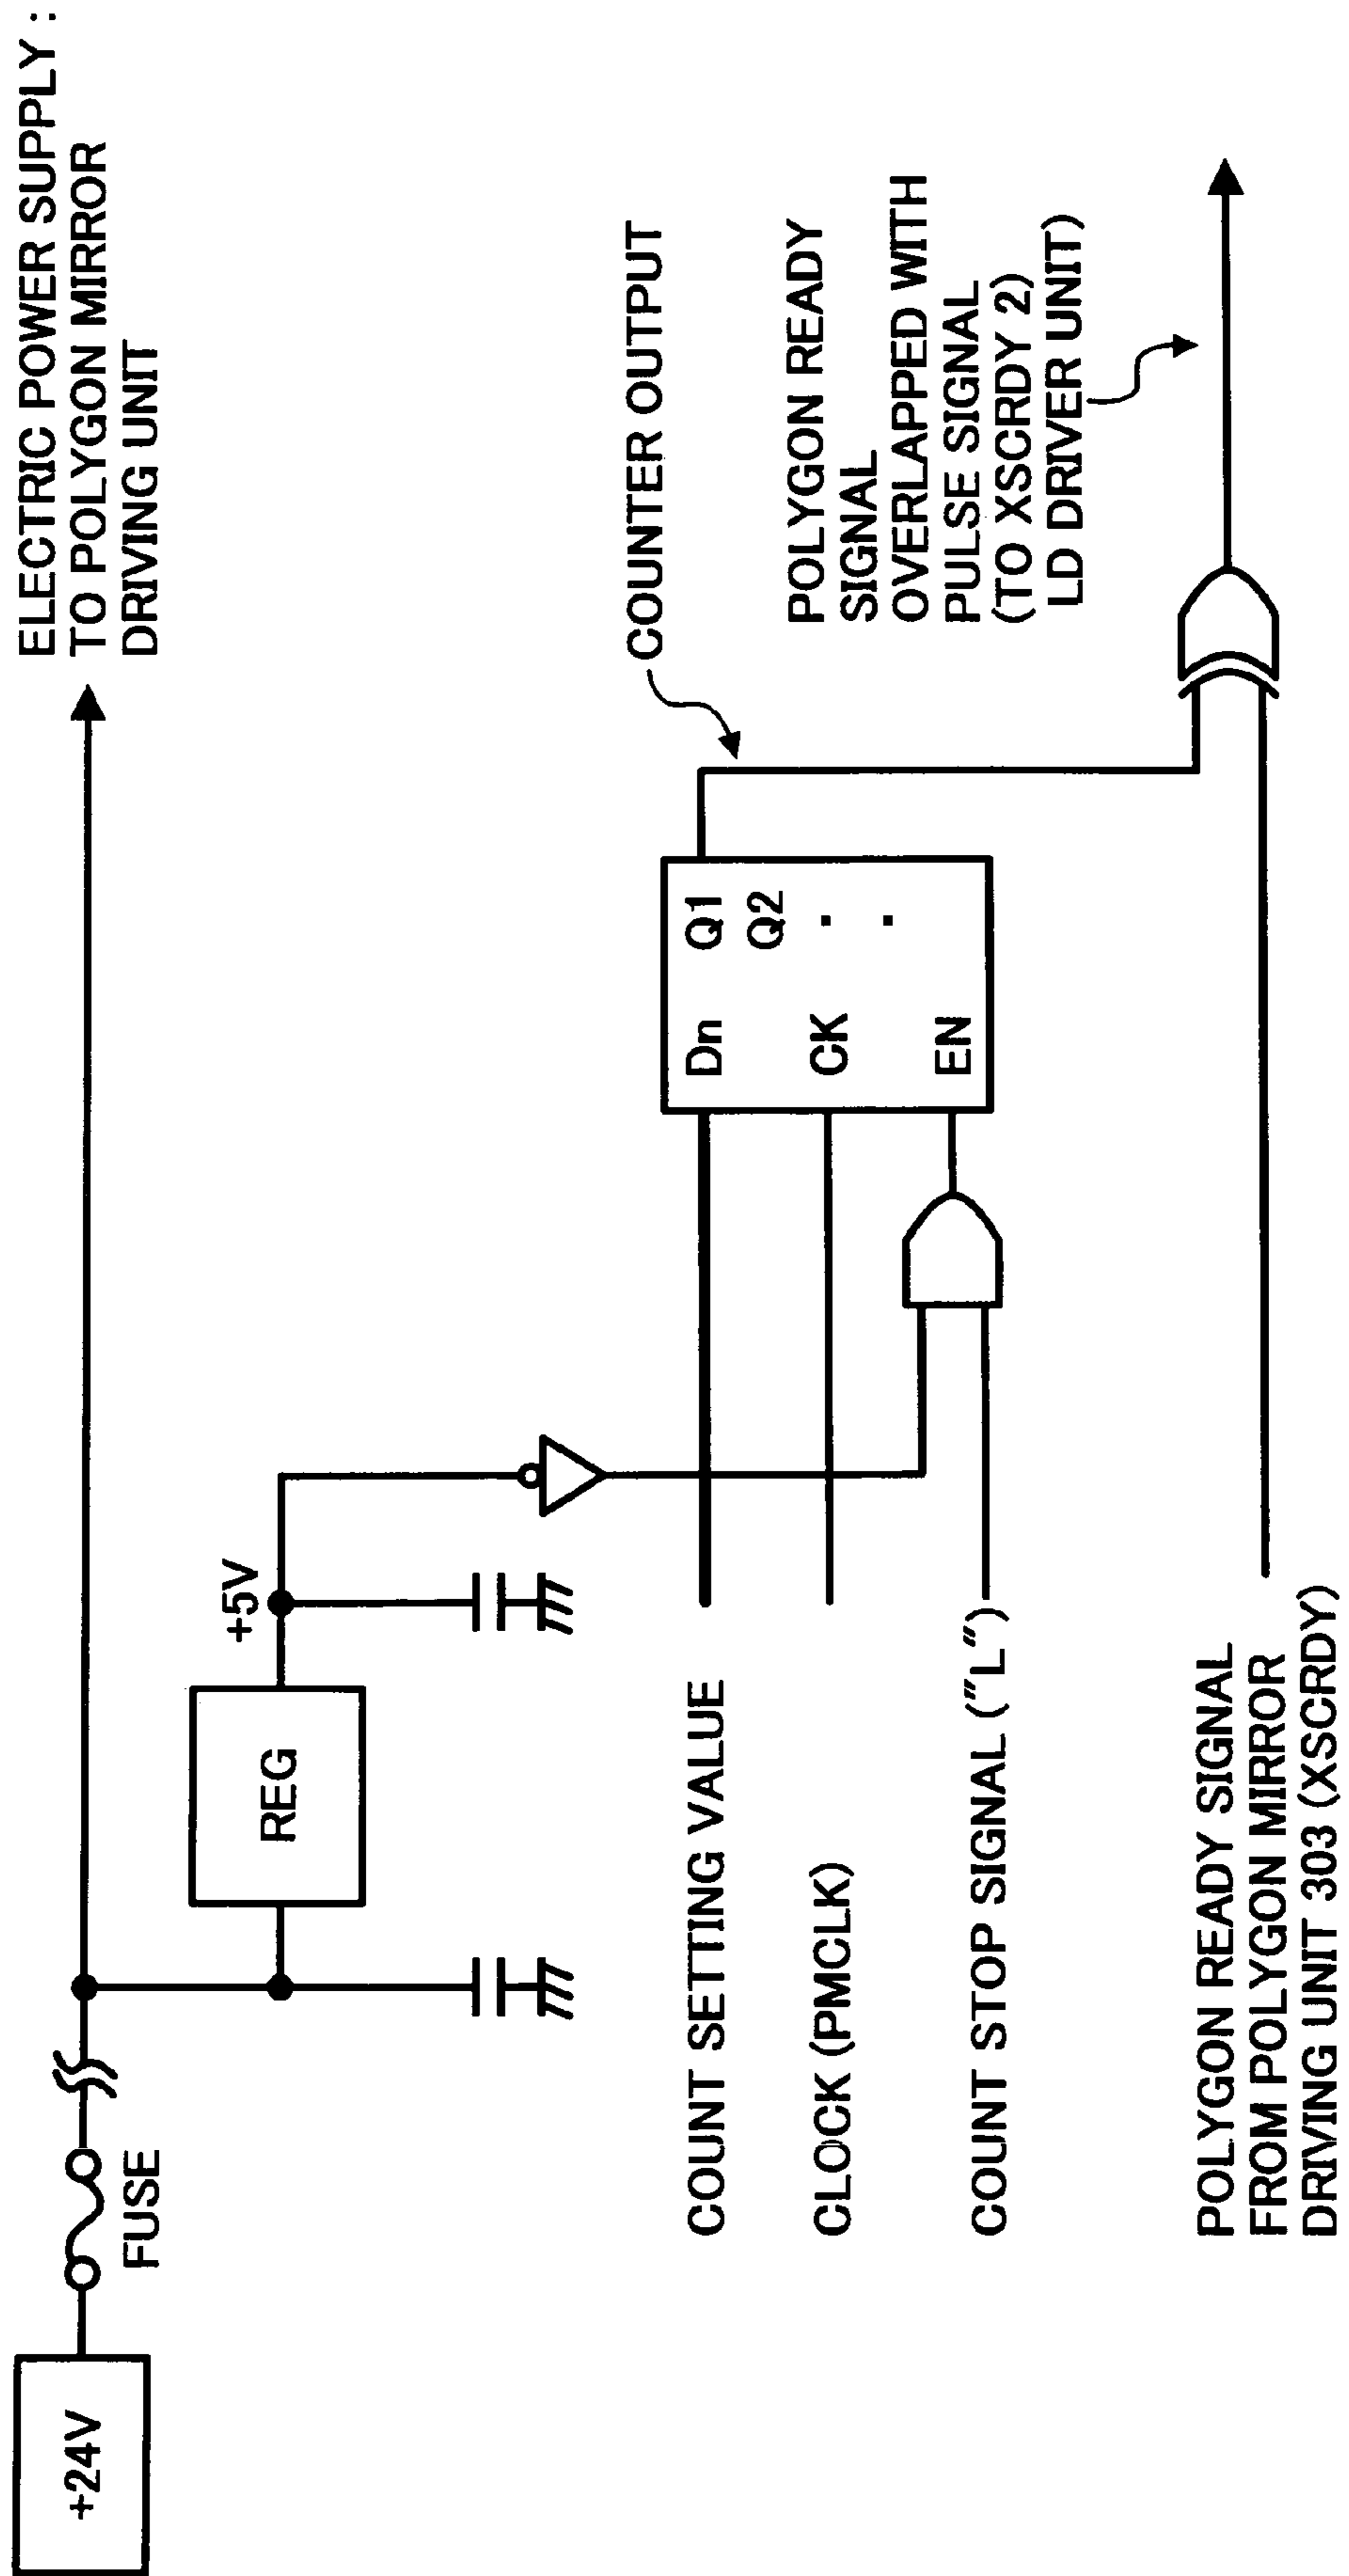 ELECTRIC POWER SUPPLY :
TO POLYGON MIRROR
DRIVING UNIT
+24V
FUSE
REG
+5V
COUNTER OUTPUT
COUNT SETTING VALUE
Dn
Q1
Q2
.
.
CLOCK (PMCLK)
CK
COUNT STOP SIGNAL ("L")
EN
POLYGON READY
SIGNAL
OVERLAPPED WITH
PULSE SIGNAL
(TO XSCRDY 2)
LD DRIVER UNIT)
POLYGON READY SIGNAL
FROM POLYGON MIRROR
DRIVING UNIT 303 (XSCRDY)